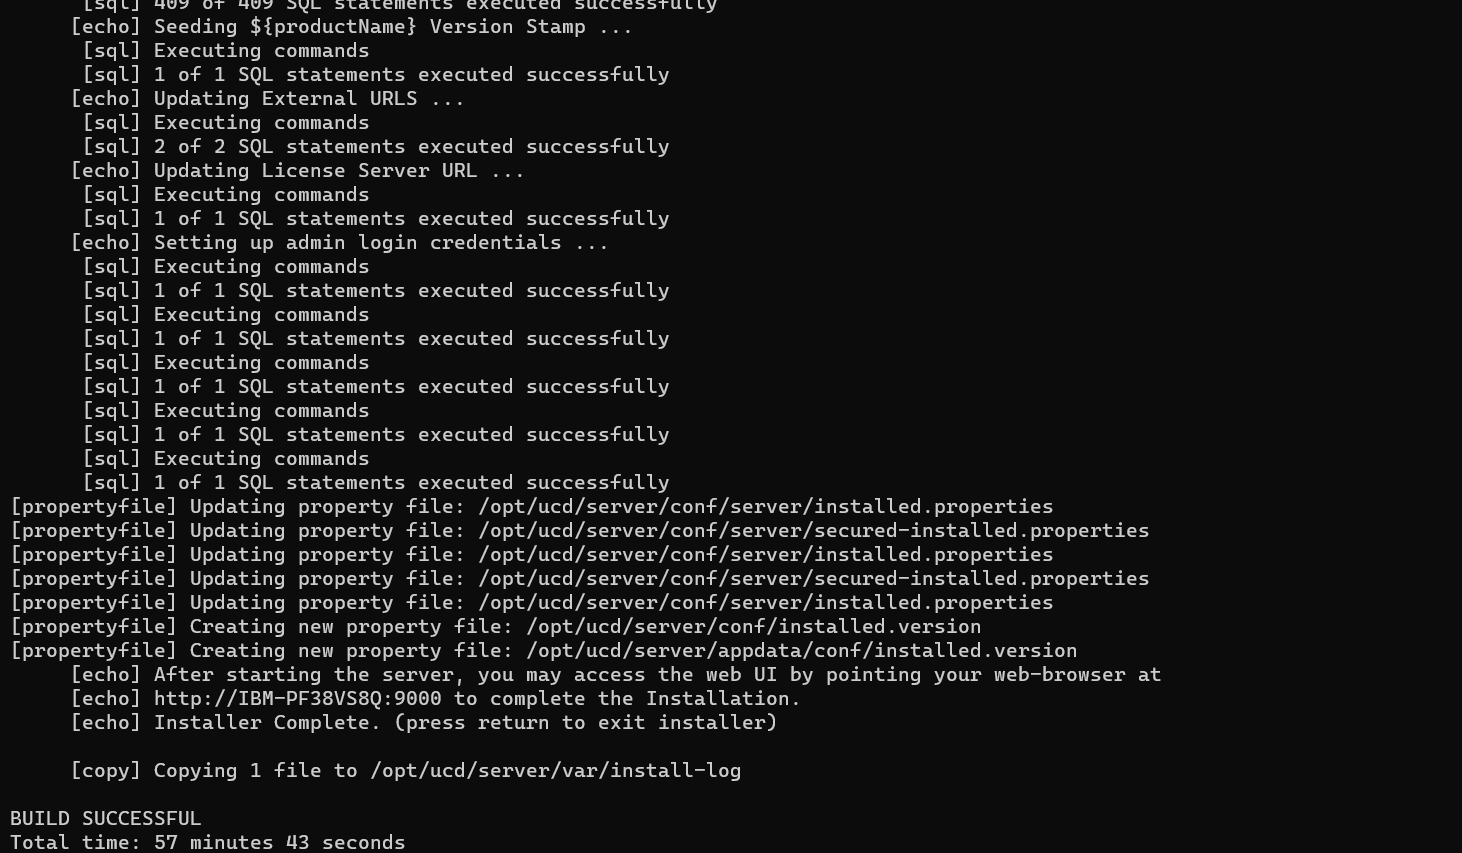 [sql] 409 of 409 SQL statements executed successfully
[echo] Seeding ${productName} Version Stamp ...
[sql] Executing commands
[sql] 1 of 1 SQL statements executed successfully
[echo] Updating External URLS ...
[sql] Executing commands
[sql] 2 of 2 SQL statements executed successfully
[echo] Updating License Server URL ...
[sql] Executing commands
[sql] 1 of 1 SQL statements executed successfully
[echo] Setting up admin login credentials ...
[sql] Executing commands
[sql] 1 of 1 SQL statements executed successfully
[sql] Executing commands
[sql] 1 of 1 SQL statements executed successfully
[sql] Executing commands
[sql] 1 of 1 SQL statements executed successfully
[sql] Executing commands
[sql] 1 of 1 SQL statements executed successfully
[sql] Executing commands
[sql] 1 of 1 SQL statements executed successfully
[propertyfile] Updating property file: /opt/ucd/server/conf/server/installed.properties
[propertyfile] Updating property file: /opt/ucd/server/conf/server/secured-installed.properties
[propertyfile] Updating property file: /opt/ucd/server/conf/server/installed.properties
[propertyfile] Updating property file: /opt/ucd/server/conf/server/secured-installed.properties
[propertyfile] Updating property file: /opt/ucd/server/conf/server/installed.properties
[propertyfile] Creating new property file: /opt/ucd/server/conf/installed.version
[propertyfile] Creating new property file: /opt/ucd/server/appdata/conf/installed.version
[echo] After starting the server, you may access the web UI by pointing your web-browser at
[echo] http://IBM-PF38VS8Q:9000 to complete the Installation.
[echo] Installer Complete. (press return to exit installer)
[copy] Copying 1 file to /opt/ucd/server/var/install-log
BUILD SUCCESSFUL
Total time: 57 minutes 43 seconds